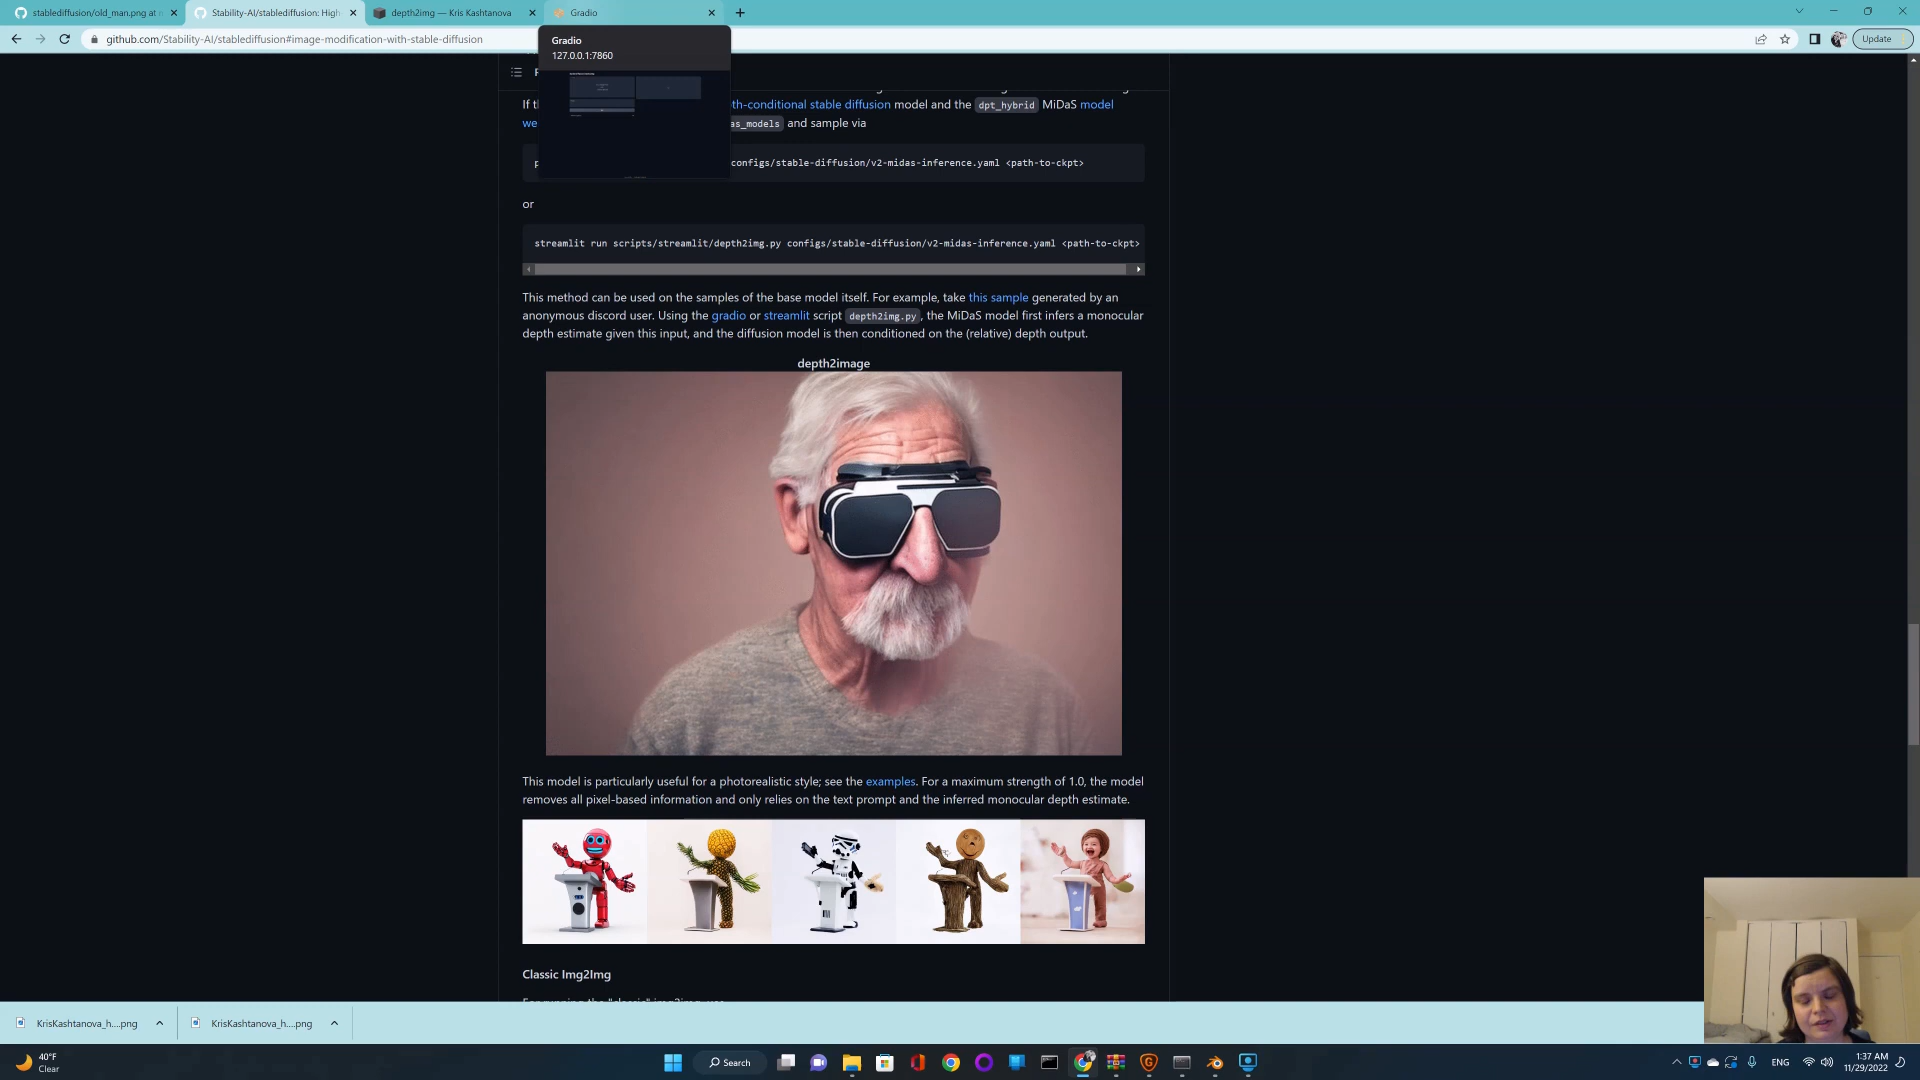 stablediffusion/old_man.png at m
Stability-AI/stablediffusion: High-
depth2img — Kris Kashtanova
Gradio
github.com/Stability-AI/stablediffusion#image-modification-with-stable-diffusion
Update
Gradio
127.0.0.1:7860
If th
th-conditional stable diffusion model and the dpt_hybrid MiDaS model
we
as_models and sample via
configs/stable-diffusion/v2-midas-inference.yaml <path-to-ckpt>
or
streamlit run scripts/streamlit/depth2img.py configs/stable-diffusion/v2-midas-inference.yaml <path-to-ckpt>
This method can be used on the samples of the base model itself. For example, take this sample generated by an
anonymous discord user. Using the gradio or streamlit script depth2img.py, the MiDaS model first infers a monocular
depth estimate given this input, and the diffusion model is then conditioned on the (relative) depth output.
depth2image
This model is particularly useful for a photorealistic style; see the examples. For a maximum strength of 1.0, the model
removes all pixel-based information and only relies on the text prompt and the inferred monocular depth estimate.
Classic Img2Img
KrisKashtanova_h....png
KrisKashtanova_h....png
40°F
Clear
Search
ENG
1:37 AM
11/29/2022